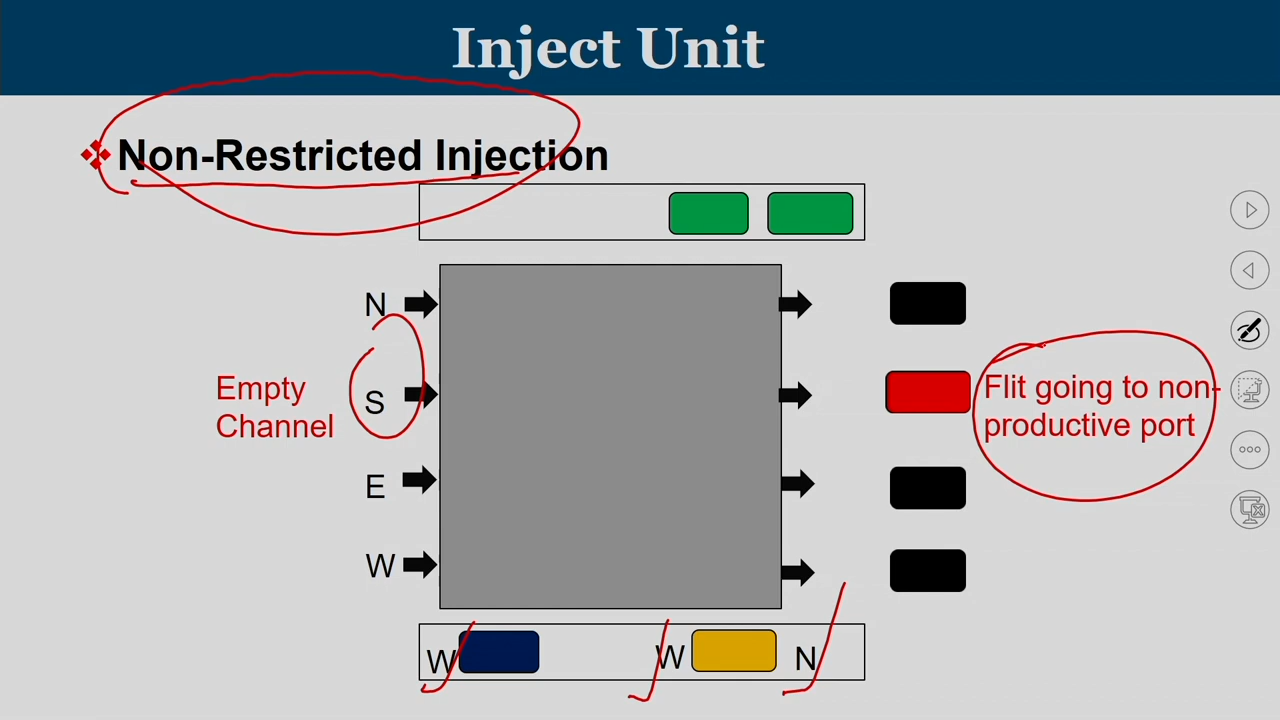 Inject Unit
Non-Restricted Injection
N
Empty
Channel
S
Flit going to non-
productive port
E
W
W
W
N